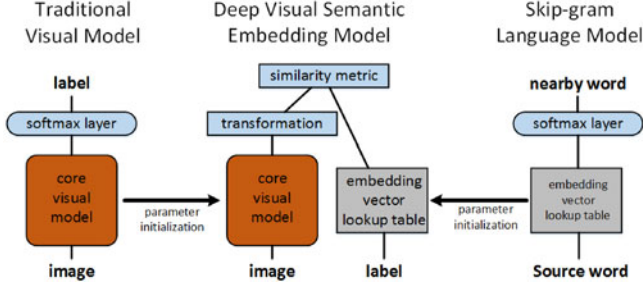 Traditional
Visual Model
Deep Visual Semantic
Embedding Model
Skip-gram
Language Model
label
softmax layer
core
visual
model
image
parameter
initialization
similarity metric
transformation
core
visual
model
image
embedding
vector
lookup table
label
parameter
initialization
nearby word
softmax layer
embedding
vector
lookup table
Source word